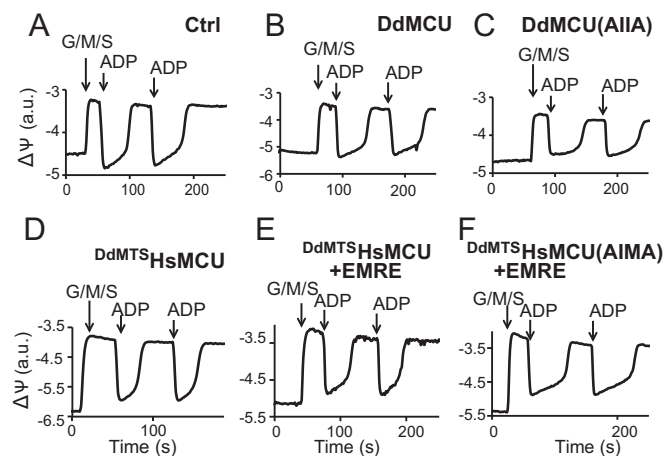 A Ctrl
G/M/S ADP ADP
ΔΨ (a.u.)
-3
-4
-5
0 100 200
B DdMCU
G/M/S ADP ADP
-3
-4
-5
-6
0 100 200
C DdMCU(AIIA)
G/M/S
ADP ADP
-3
-4
-5
-6
0 100 200
D DdMTSHsMCU
G/M/S ADP ADP
ΔΨ (a.u.)
-3.5
-4.5
-5.5
-6.5
0 100
Time (s)
E DdMTSHsMCU
+EMRE
G/M/S ADP ADP
-3.5
-4.5
-5.5
0 100 200
Time (s)
F DdMTSHsMCU(AIMA)
+EMRE
G/M/S ADP ADP
-3.5
-4.5
-5.5
0 100 200
Time (s)